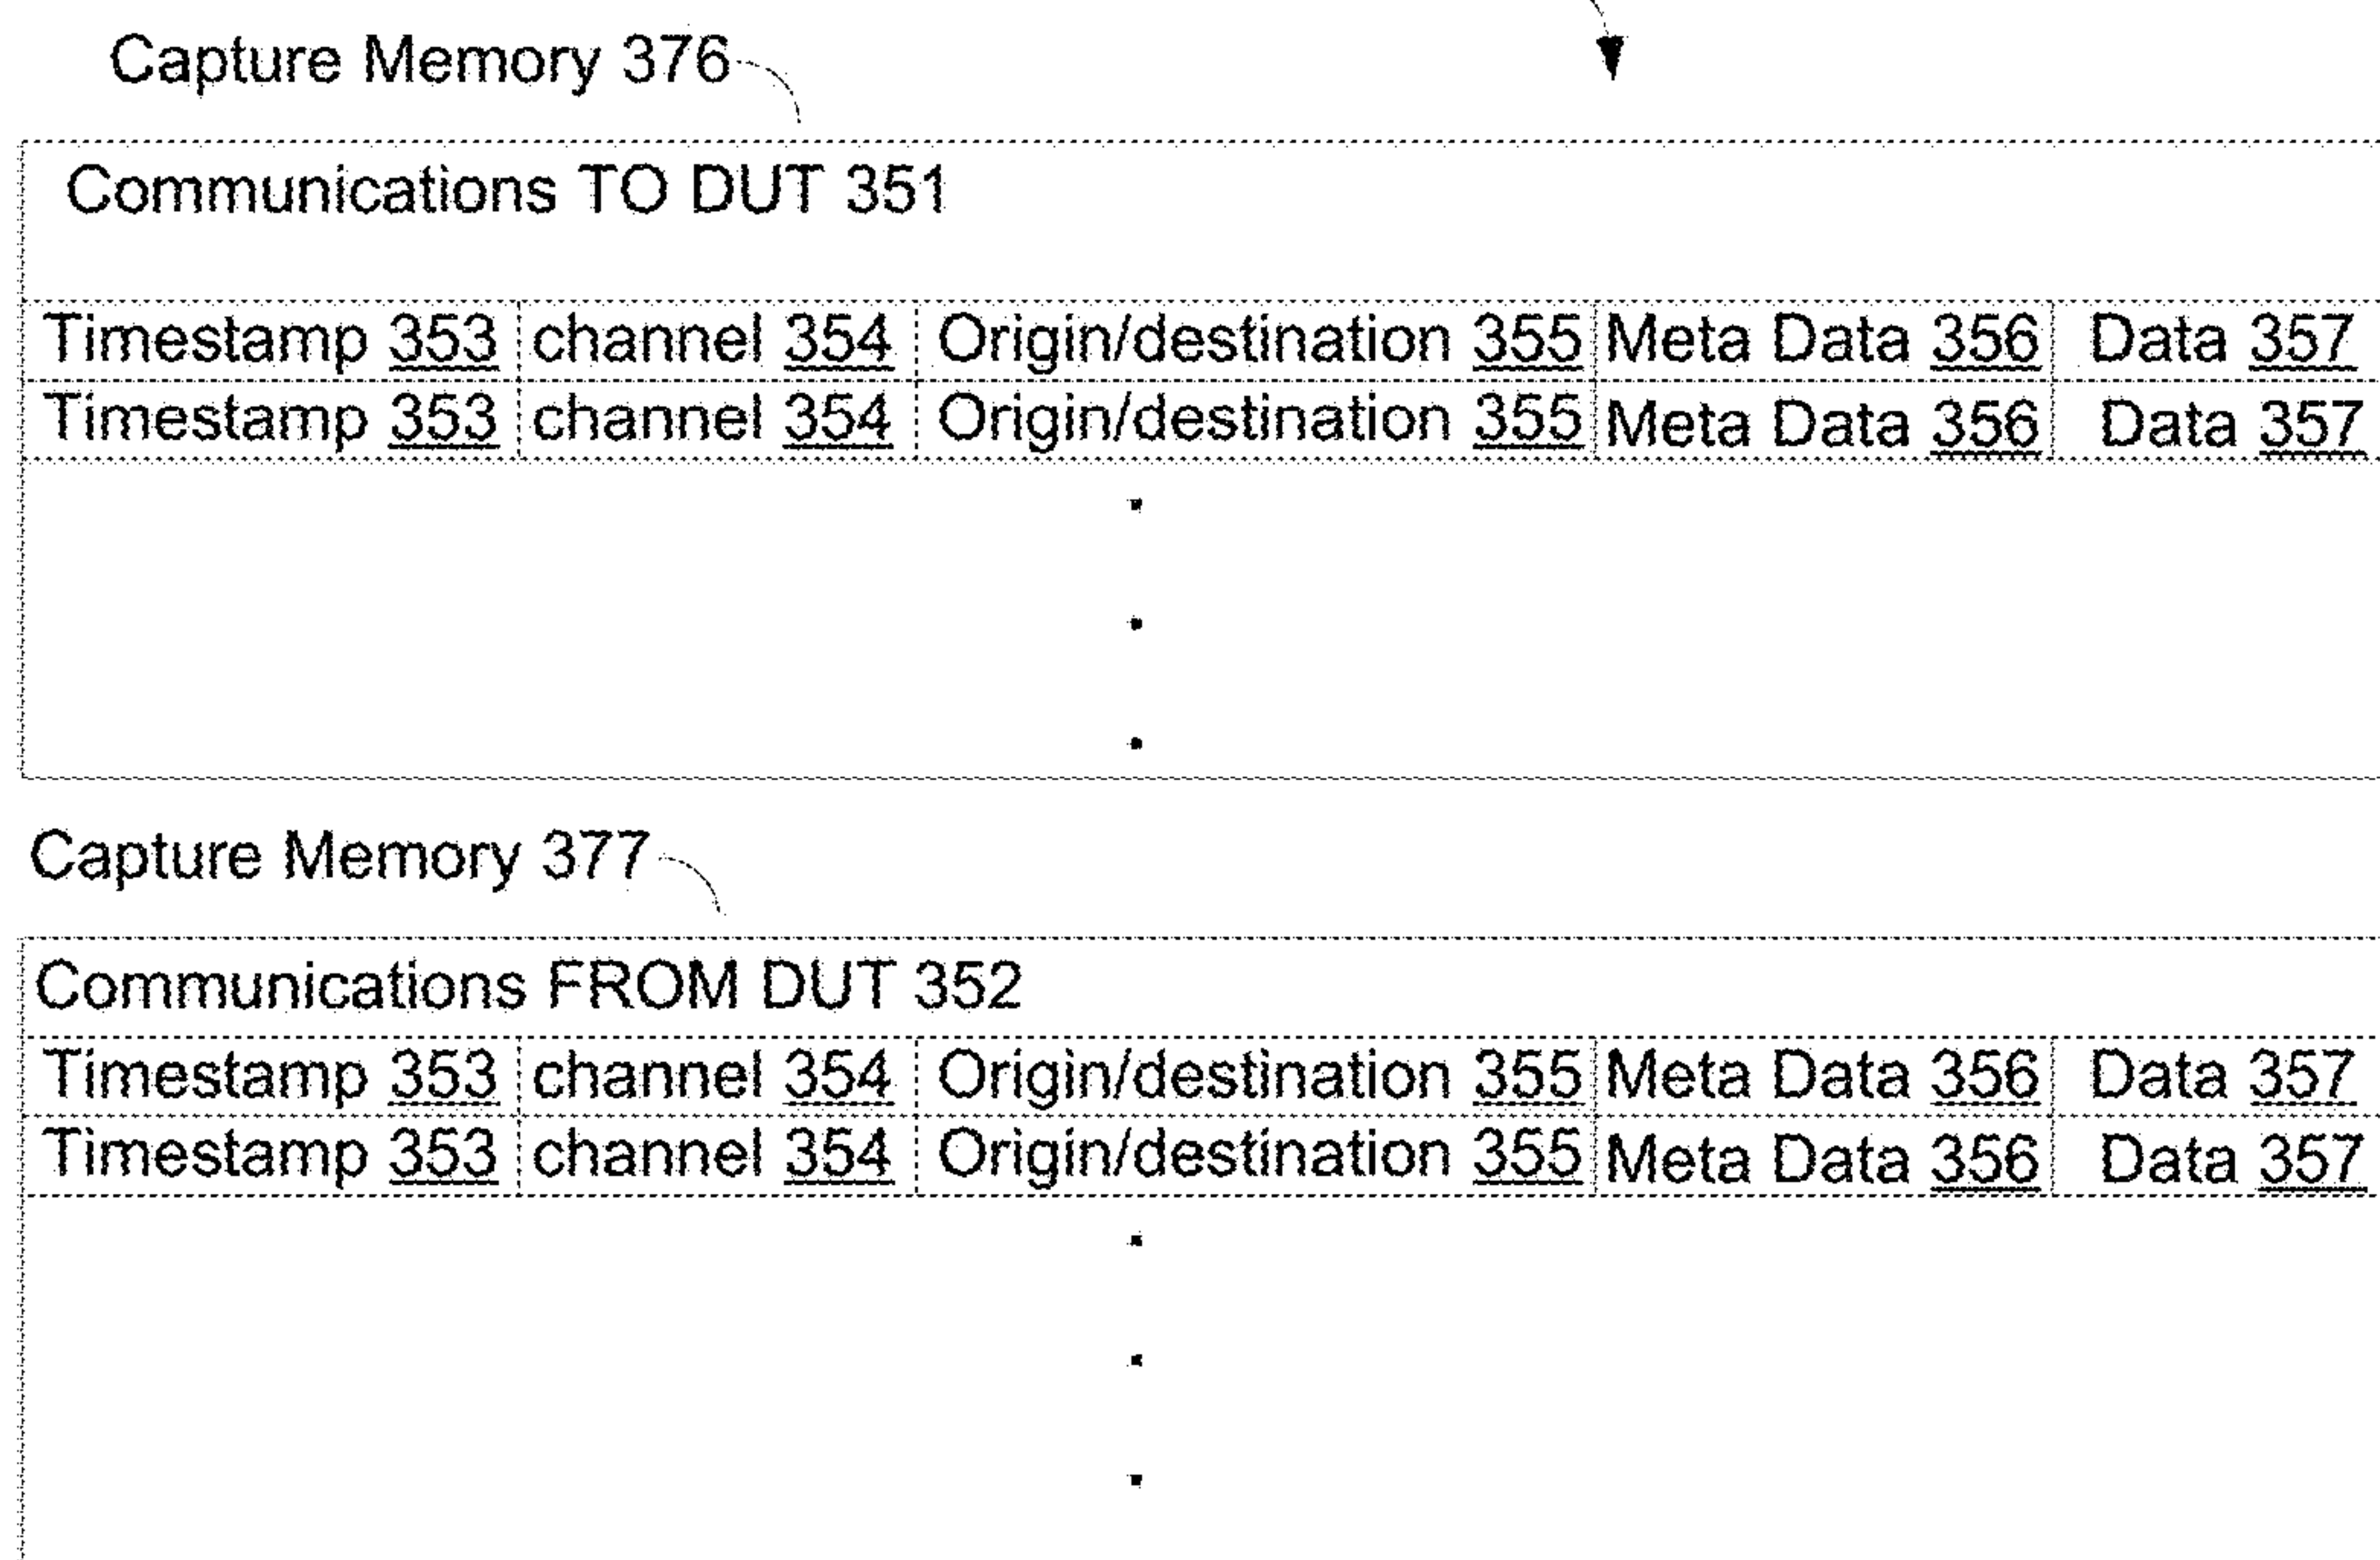 Capture Memory 376
Communications TO DUT 351
Timestamp 353 channel 354 Origin/destination 355 Meta Data 356 Data 357
Timestamp 353 channel 354 Origin/destination 355 Meta Data 356 Data 357
Capture Memory 377
Communications FROM DUT 352
Timestamp 353 channel 354 Origin/destination 355 Meta Data 356 Data 357
Timestamp 353 channel 354 Origin/destination 355 Meta Data 356 Data 357